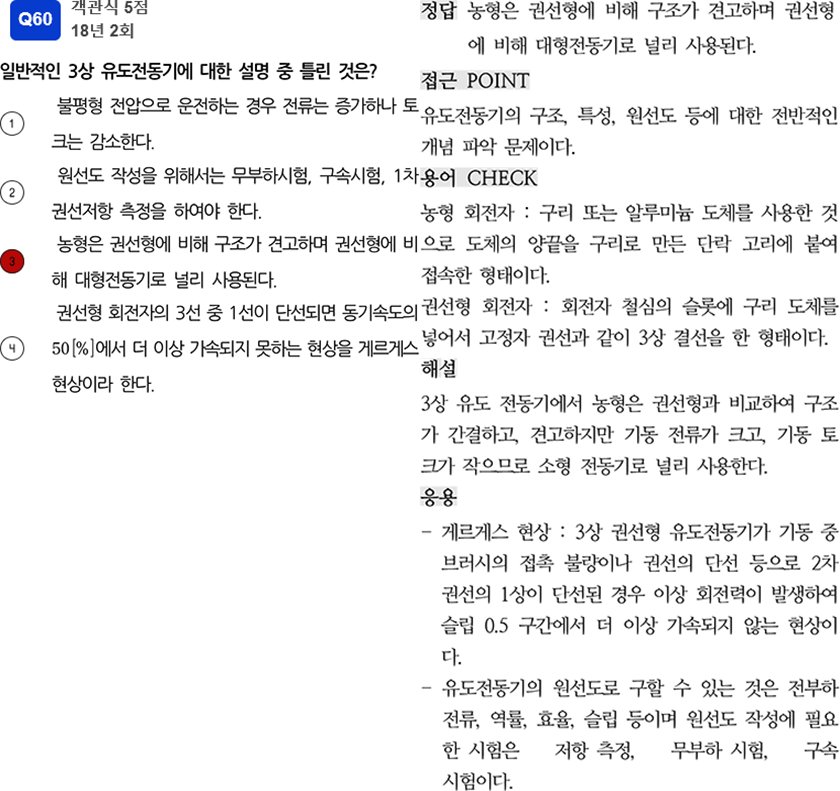 Q60
객관식 5점
18년 2회
일반적인 3상 유도전동기에 대한 설명 중 틀린 것은?
1
불평형 전압으로 운전하는 경우 전류는 증가하나 토
크는 감소한다.
2
원선도 작성을 위해서는 무부하시험, 구속시험, 1차
권선저항 측정을 하여야 한다.
3
농형은 권선형에 비해 구조가 견고하며 권선형에 비
해 대형전동기로 널리 사용된다.
4
권선형 회전자의 3선 중 1선이 단선되면 동기속도의
50[%]에서 더 이상 가속되지 못하는 현상을 게르게스
현상이라 한다.
정답 농형은 권선형에 비해 구조가 견고하며 권선형
에 비해 대형전동기로 널리 사용된다.
접근 POINT
유도전동기의 구조, 특성, 원선도 등에 대한 전반적인
개념 파악 문제이다.
용어 CHECK
농형 회전자 : 구리 또는 알루미늄 도체를 사용한 것
으로 도체의 양끝을 구리로 만든 단락 고리에 붙여
접속한 형태이다.
권선형 회전자 : 회전자 철심의 슬롯에 구리 도체를
넣어서 고정자 권선과 같이 3상 결선을 한 형태이다.
해설
3상 유도 전동기에서 농형은 권선형과 비교하여 구조
가 간결하고, 견고하지만 기동 전류가 크고, 기동 토
크가 작으므로 소형 전동기로 널리 사용한다.
응용
- 게르게스 현상 : 3상 권선형 유도전동기가 기동 중
브러시의 접촉 불량이나 권선의 단선 등으로 2차
권선의 1상이 단선된 경우 이상 회전력이 발생하여
슬립 0.5 구간에서 더 이상 가속되지 않는 현상이
다.
- 유도전동기의 원선도로 구할 수 있는 것은 전부하
전류, 역률, 효율, 슬립 등이며 원선도 작성에 필요
한 시험은 저항 측정, 무부하 시험, 구속
시험이다.